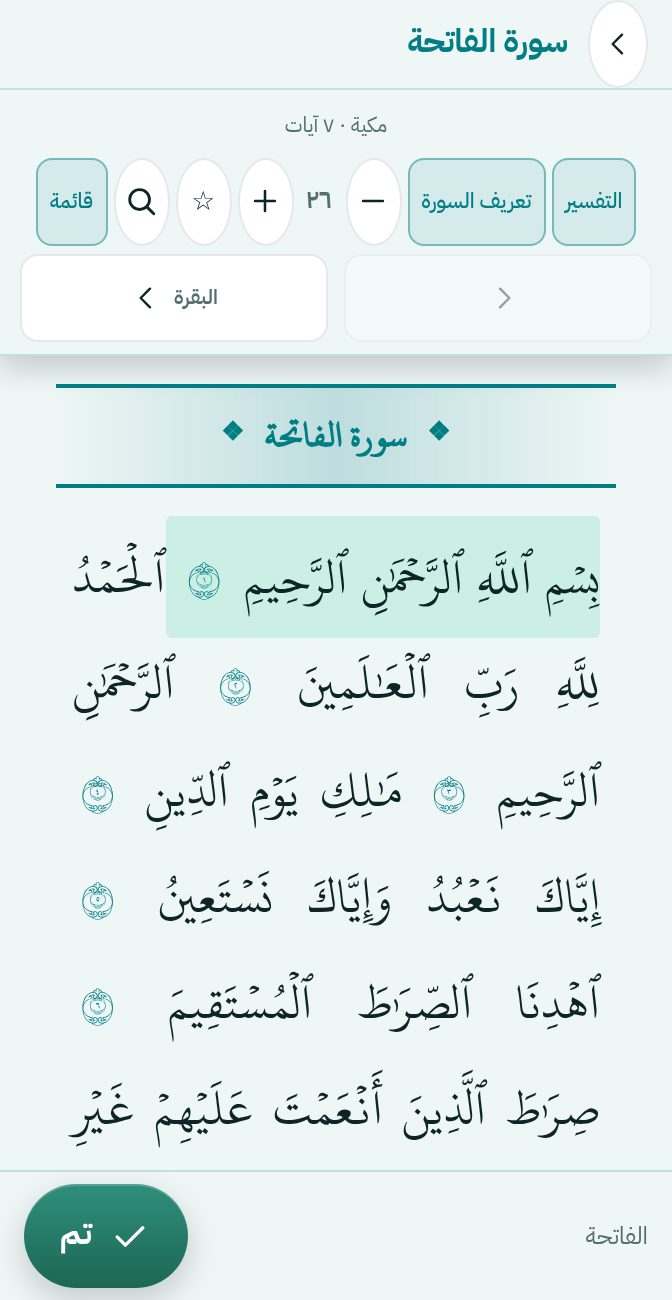 سورة الفاتحة
مكية · ٧ آيات
التفسير تعريف السورة ٢٦ قائمة
البقرة
سورة الفاتحة
بِسۡمِ ٱللَّهِ ٱلرَّحۡمَٰنِ ٱلرَّحِيمِ ١ ٱلۡحَمۡدُ
لِلَّهِ رَبِّ ٱلۡعَٰلَمِينَ ٢ ٱلرَّحۡمَٰنِ
ٱلرَّحِيمِ ٣ مَٰلِكِ يَوۡمِ ٱلدِّينِ ٤
إِيَّاكَ نَعۡبُدُ وَإِيَّاكَ نَسۡتَعِينُ ٥
ٱهۡدِنَا ٱلصِّرَٰطَ ٱلۡمُسۡتَقِيمَ ٦
صِرَٰطَ ٱلَّذِينَ أَنۡعَمۡتَ عَلَيۡهِمۡ غَيۡرِ
الفاتحة
تم